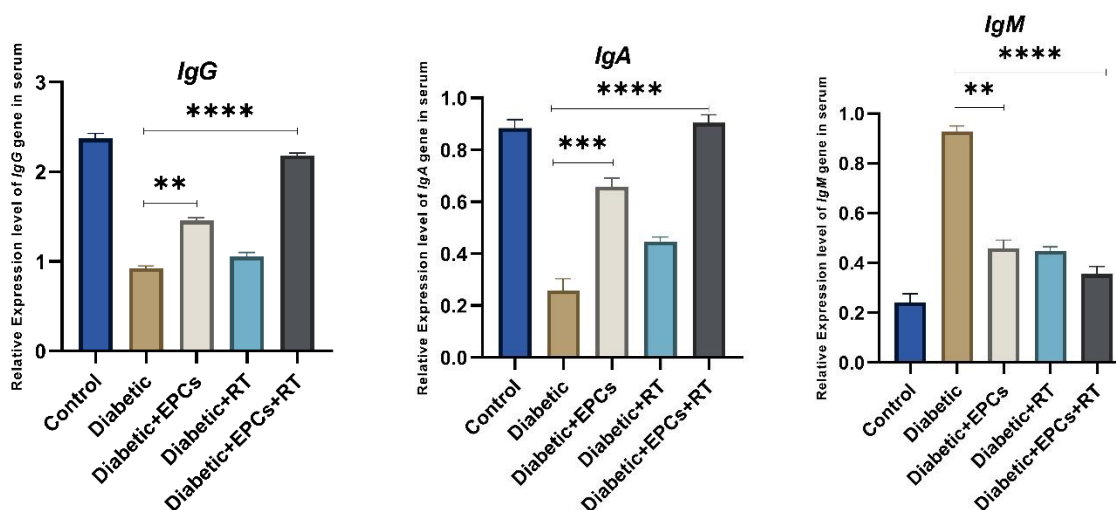 IgG
Relative Expression level of IgG gene in serum
3
2
1
0
**
****
Control
Diabetic
Diabetic+EPCs
Diabetic+RT
Diabetic+EPCs+RT
IgA
Relative Expression level of IgA gene in serum
1.0
0.8
0.6
0.4
0.2
0.0
***
****
Control
Diabetic
Diabetic+EPCs
Diabetic+RT
Diabetic+EPCs+RT
IgM
Relative Expression level of IgM gene in serum
1.0
0.8
0.6
0.4
0.2
0.0
**
****
Control
Diabetic
Diabetic+EPCs
Diabetic+RT
Diabetic+EPCs+RT